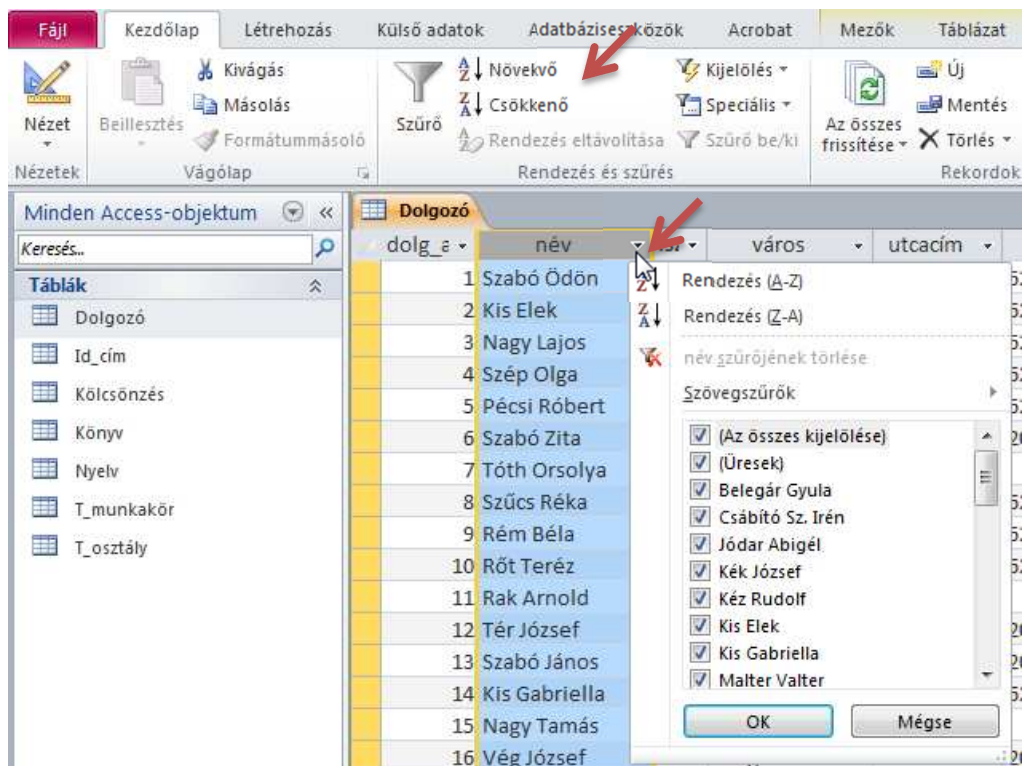 Fájl Kezdőlap Létrehozás Külső adatok Adatbáziseszközök Acrobat Mezők Táblázat
Nézet
Beillesztés
Kivágás
Másolás
Formátummásoló
Szűrő
Növekvő
Csökkenő
Rendezés eltávolítása
Kijelölés
Speciális
Szűrő be/ki
Az összes
frissítése
Új
Mentés
Törlés
Nézetek Vágólap Rendezés és szűrés Rekordok
Minden Access-objektum
Keresés...
Táblák
Dolgozó
Id_cím
Kölcsönzés
Könyv
Nyelv
T_munkakör
T_osztály
Dolgozó
dolg_a név város utcacím
1 Szabó Ödön
2 Kis Elek
3 Nagy Lajos
4 Szép Olga
5 Pécsi Róbert
6 Szabó Zita
7 Tóth Orsolya
8 Szűcs Réka
9 Rém Béla
10 Rőt Teréz
11 Rak Arnold
12 Tér József
13 Szabó János
14 Kis Gabriella
15 Nagy Tamás
16 Vég József
Rendezés (A-Z)
Rendezés (Z-A)
név szűrőjének törlése
Szövegszűrők
(Az összes kijelölése)
(Üresek)
Belegár Gyula
Csábító Sz. Irén
Jódar Abigél
Kék József
Kéz Rudolf
Kis Elek
Kis Gabriella
Malter Valter
OK Mégse